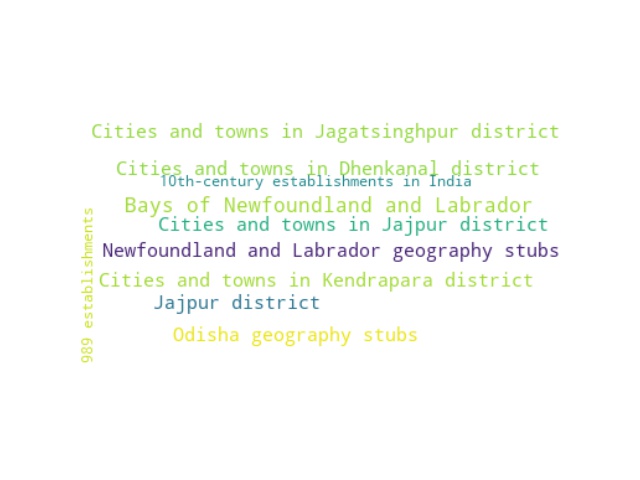 Cities and towns in Jagatsinghpur district
Cities and towns in Dhenkanal district
10th-century establishments in India
Bays of Newfoundland and Labrador
Cities and towns in Jajpur district
Newfoundland and Labrador geography stubs
Cities and towns in Kendrapara district
Jajpur district
Odisha geography stubs
989 establishments